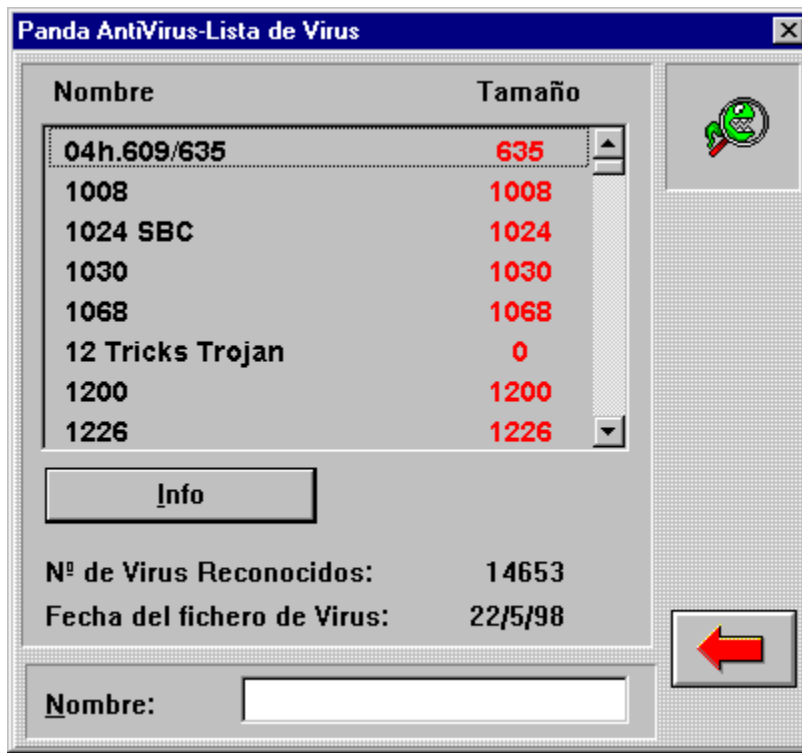 Panda AntiVirus-Lista de Virus
Nombre Tamaño
04h.609/635 635
1008 1008
1024 SBC 1024
1030 1030
1068 1068
12 Tricks Trojan 0
1200 1200
1226 1226
Info
Nº de Virus Reconocidos: 14653
Fecha del fichero de Virus: 22/5/98
Nombre: